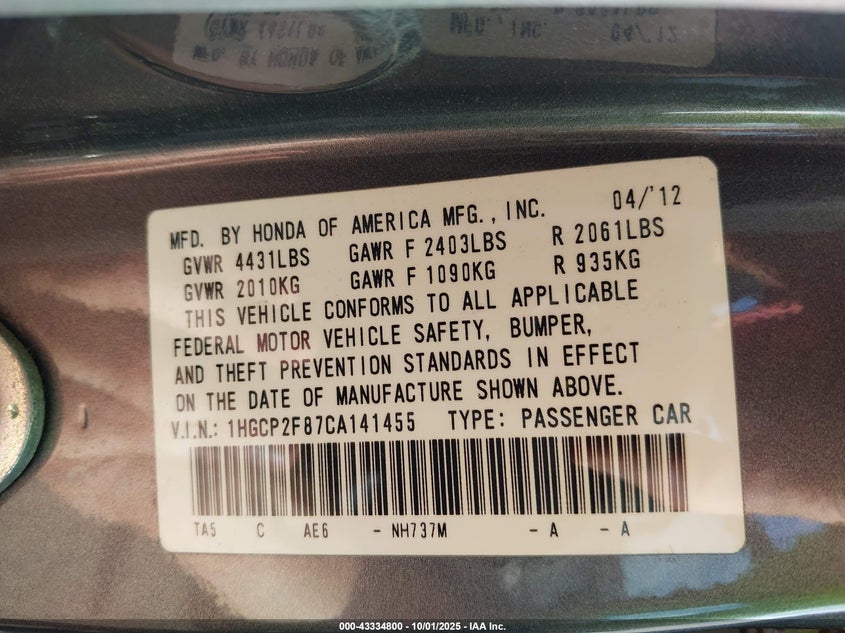 MFD. BY HONDA OF AMERICA MFG., INC. 04/'12
GVWR 4431LBS GAWR F 2403LBS R 2061LBS
GVWR 2010KG GAWR F 1090KG R 935KG
THIS VEHICLE CONFORMS TO ALL APPLICABLE
FEDERAL MOTOR VEHICLE SAFETY, BUMPER,
AND THEFT PREVENTION STANDARDS IN EFFECT
ON THE DATE OF MANUFACTURE SHOWN ABOVE.
V.I.N.: 1HGCP2F87CA141455 TYPE: PASSENGER CAR
TA5 C AE6 - NH737M - A - A
000-43334800 - 10/01/2025 - IAA Inc.